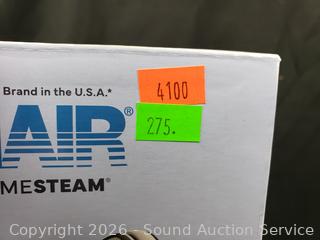 Brand in the U.S.A.*
4100
AIR®
275.
MESTEAM®
Copyright 2026 - Sound Auction Service